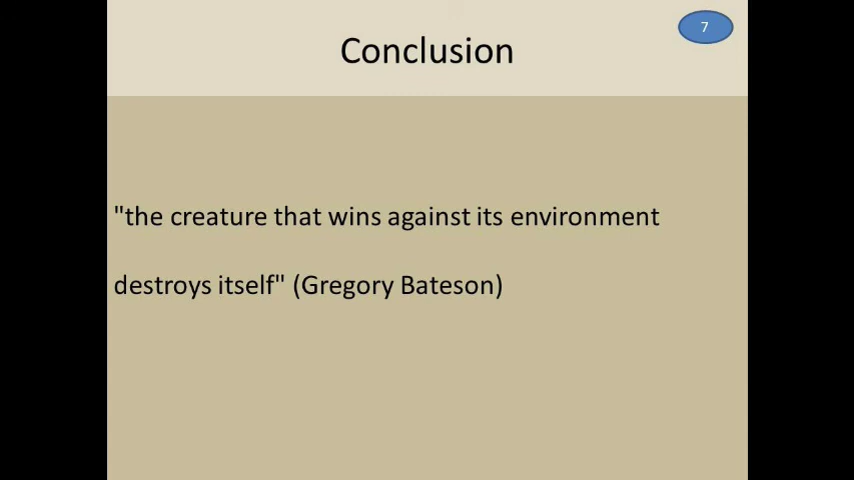 7
Conclusion
"the creature that wins against its environment
destroys itself" (Gregory Bateson)